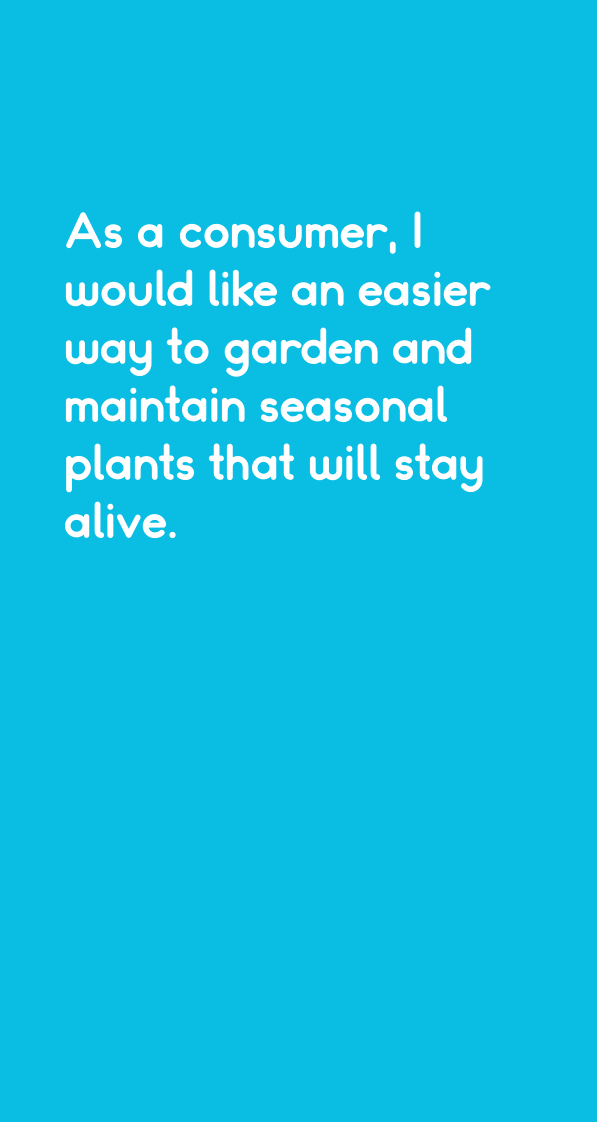 As a consumer, I
would like an easier
way to garden and
maintain seasonal
plants that will stay
alive.